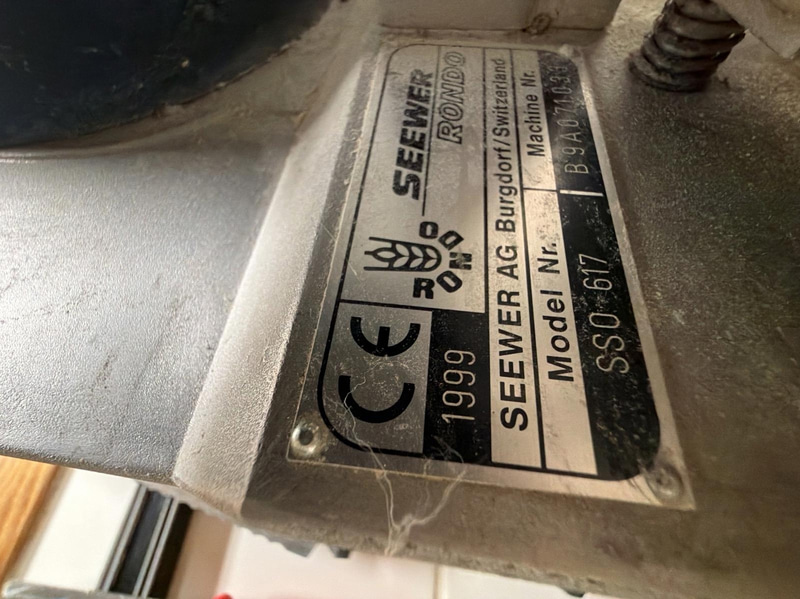 CE
RONDO
SEEWER
RONDO
1999
SEEWER AG Burgdorf/Switzerland
Model Nr.
Machine Nr.
SSO 617